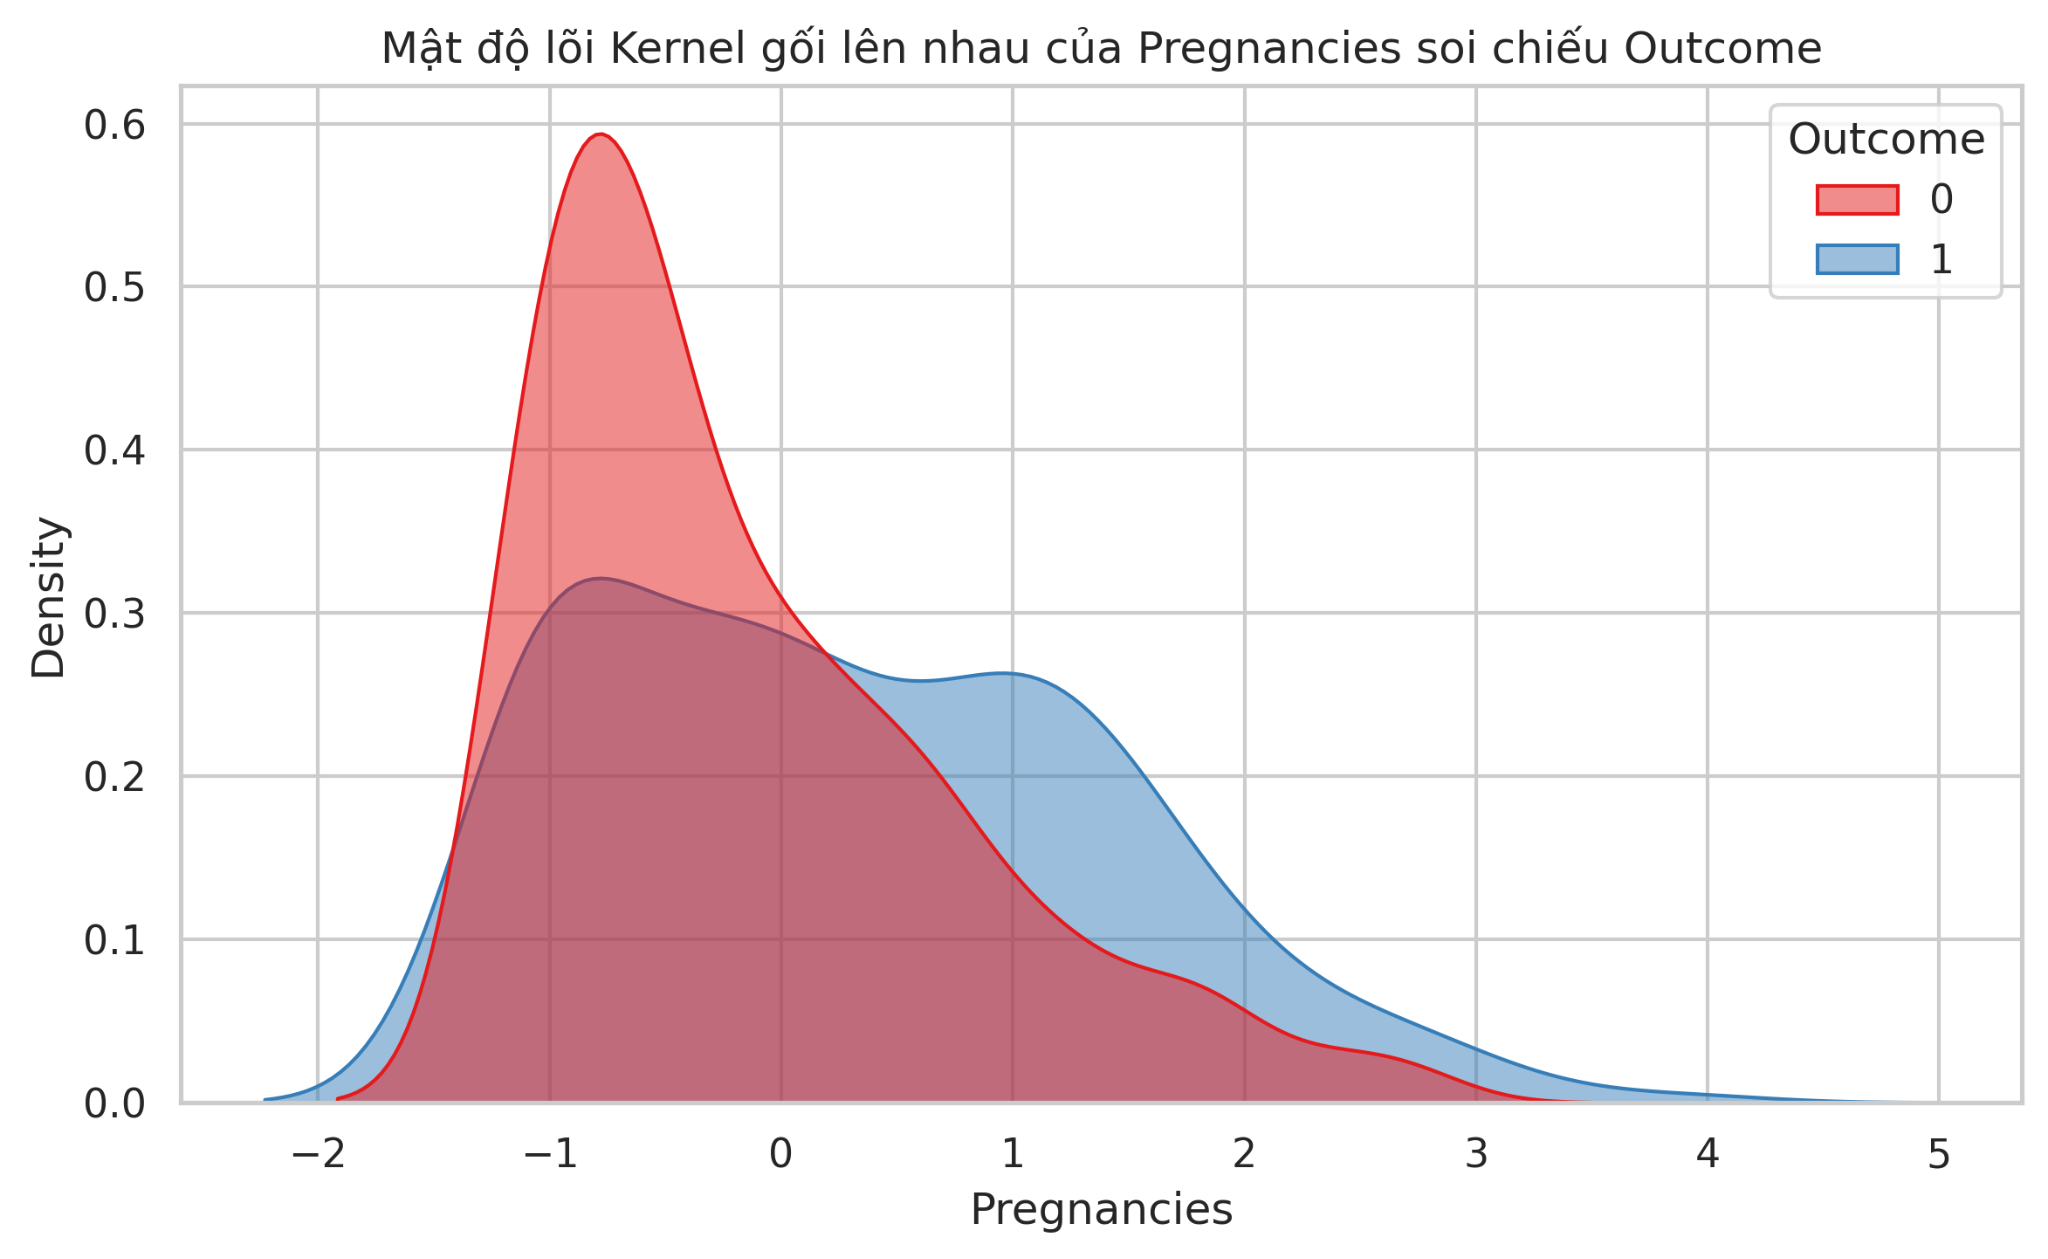 Mật độ lõi Kernel gối lên nhau của Pregnancies soi chiếu Outcome
Outcome
0
1
Density
0.6
0.5
0.4
0.3
0.2
0.1
0.0
−2 −1 0 1 2 3 4 5
Pregnancies